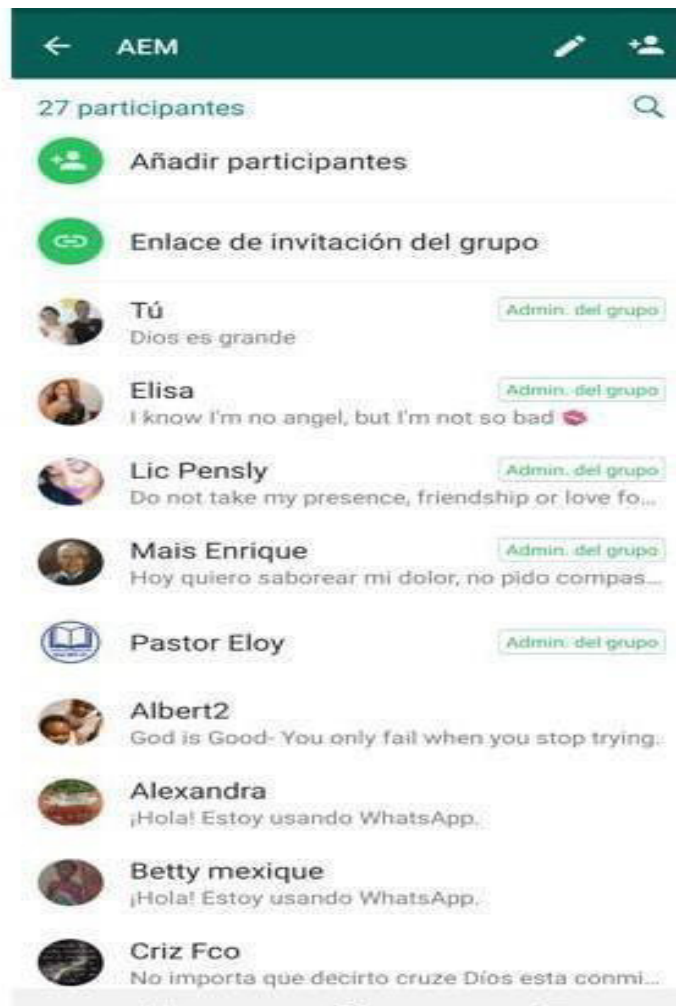 AEM
27 participantes
Añadir participantes
Enlace de invitación del grupo
Tú
Admin. del grupo
Dios es grande
Elisa
Admin. del grupo
I know I'm no angel, but I'm not so bad 💋
Lic Pensly
Admin. del grupo
Do not take my presence, friendship or love fo...
Mais Enrique
Admin. del grupo
Hoy quiero saborear mi dolor, no pido compas...
Pastor Eloy
Admin. del grupo
Albert2
God is Good- You only fail when you stop trying.
Alexandra
¡Hola! Estoy usando WhatsApp.
Betty mexique
¡Hola! Estoy usando WhatsApp.
Criz Fco
No importa que decirto cruze Díos esta conmi...